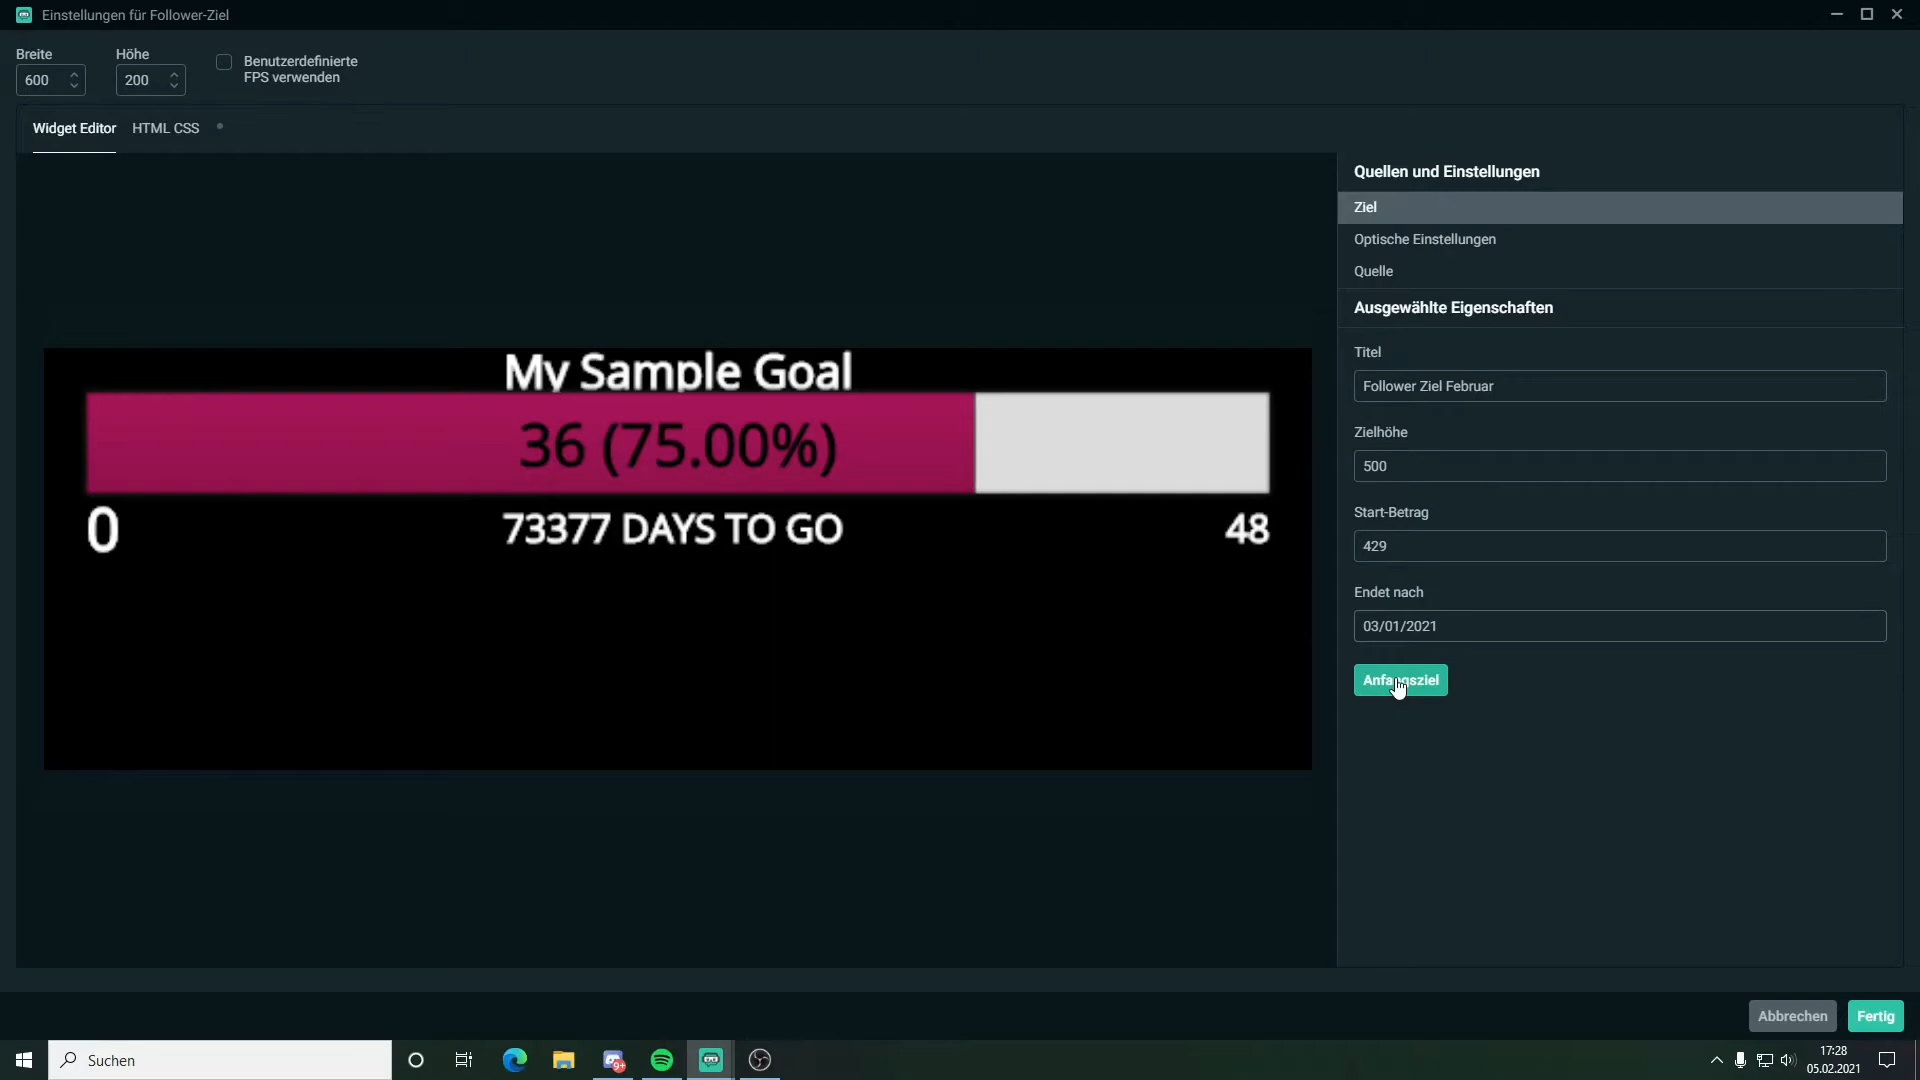 Einstellungen für Follower-Ziel
Breite
Höhe
600
200
Benutzerdefinierte
FPS verwenden
Widget Editor
HTML CSS
Quellen und Einstellungen
Ziel
Optische Einstellungen
Quelle
Ausgewählte Eigenschaften
Titel
Follower Ziel Februar
Zielhöhe
500
Start-Betrag
429
Endet nach
03/01/2021
Anfangsziel
My Sample Goal
36 (75.00%)
0
73377 DAYS TO GO
48
Abbrechen
Fertig
Suchen
9+
17:28
05.02.2021